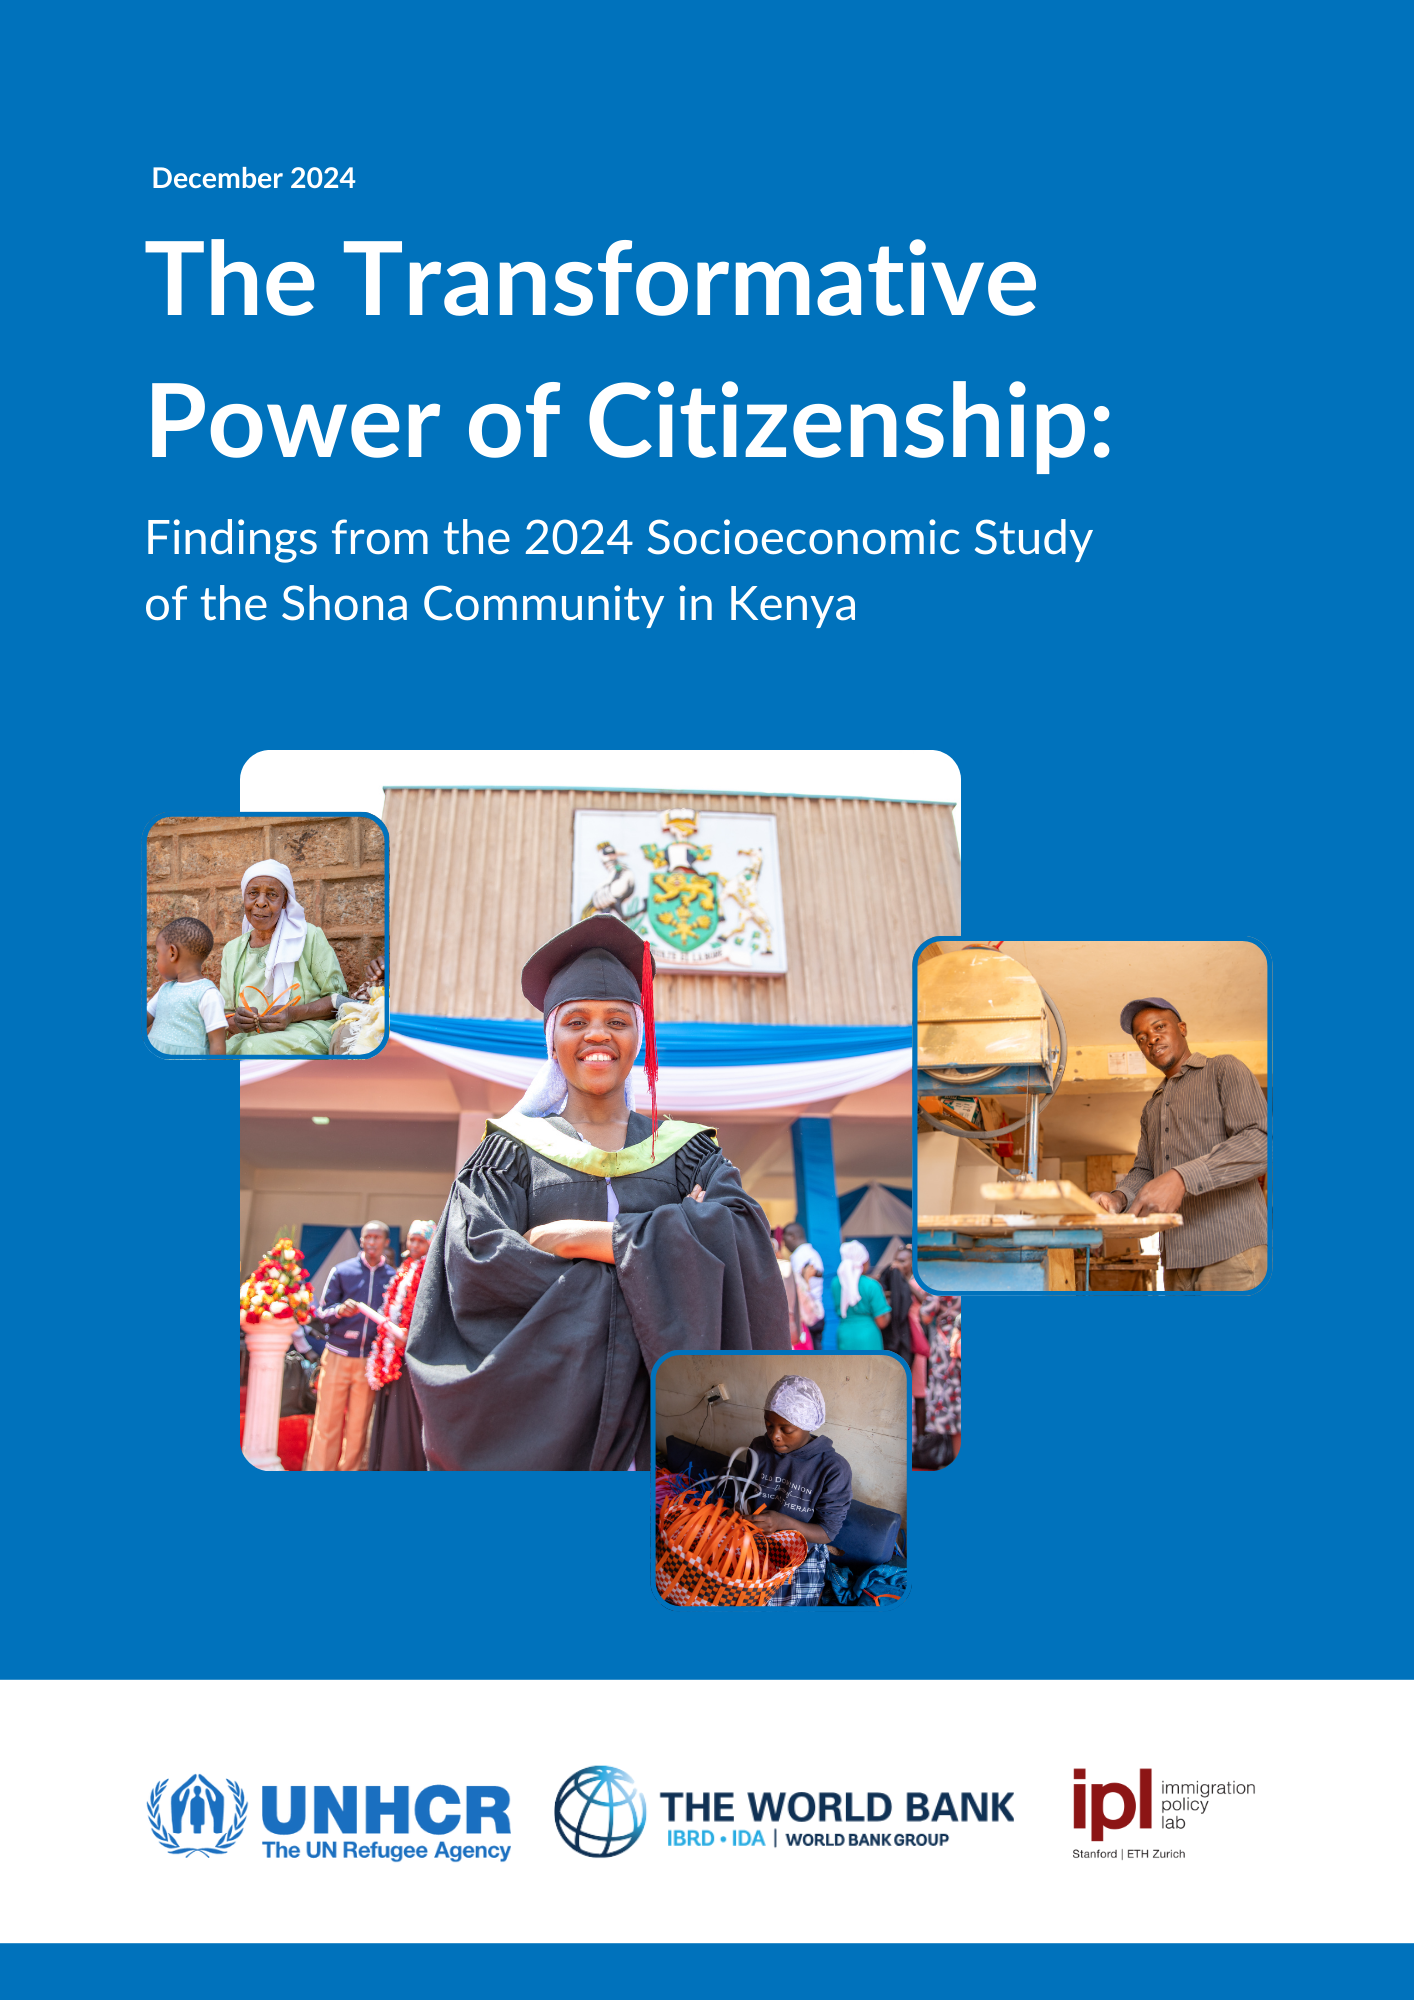 December 2024
The Transformative
Power of Citizenship:
Findings from the 2024 Socioeconomic Study
of the Shona Community in Kenya
OLD DOMINION
UNHCR
The UN Refugee Agency
THE WORLD BANK
IBRD • IDA | WORLD BANK GROUP
ipl immigration
policy
lab
Stanford | ETH Zurich